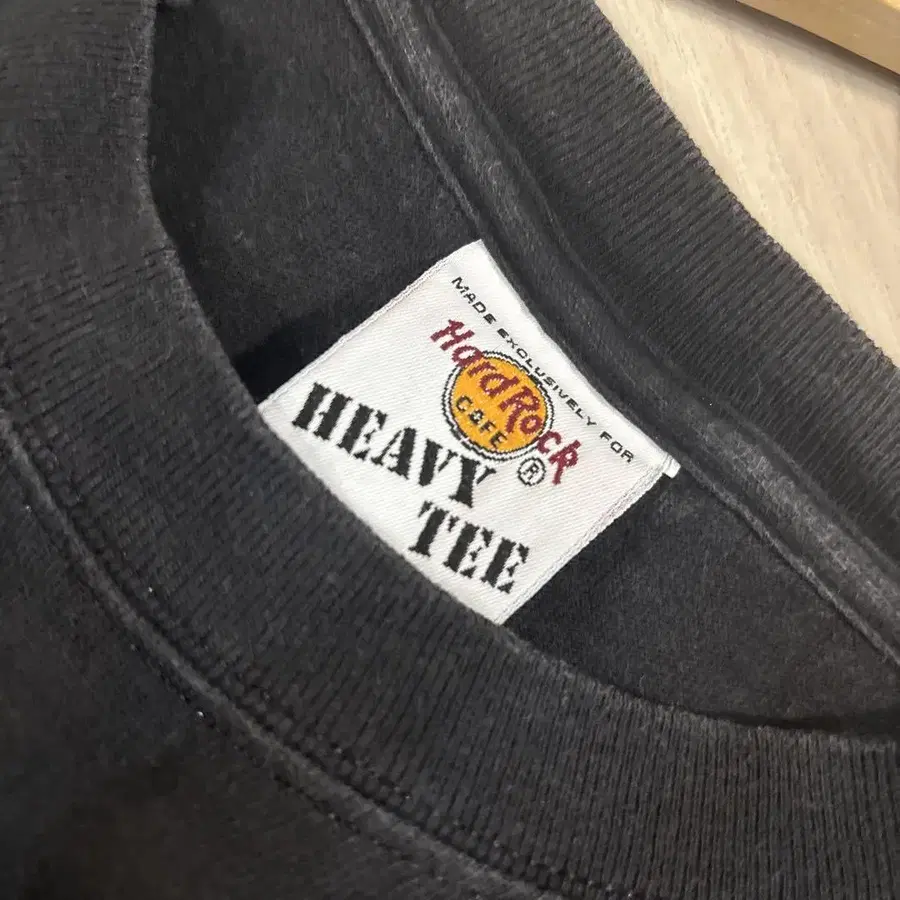 MADE EXCLUSIVELY FOR
Hard Rock
CAFE ®
HEAVY
TEE